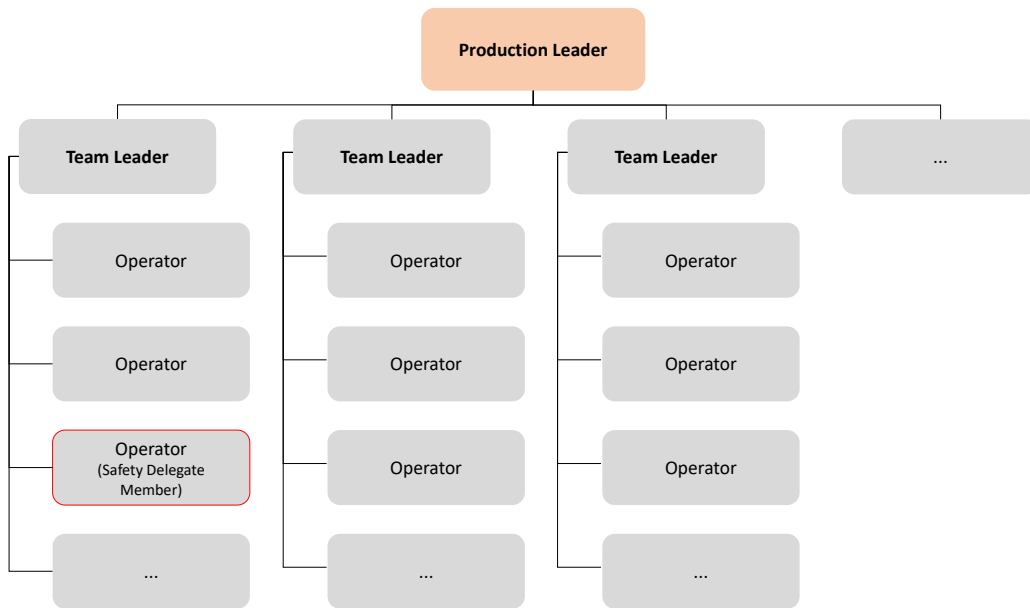 Production Leader
Team Leader
Team Leader
Team Leader
...
Operator
Operator
Operator
Operator
Operator
Operator
Operator
(Safety Delegate
Member)
Operator
Operator
...
...
...